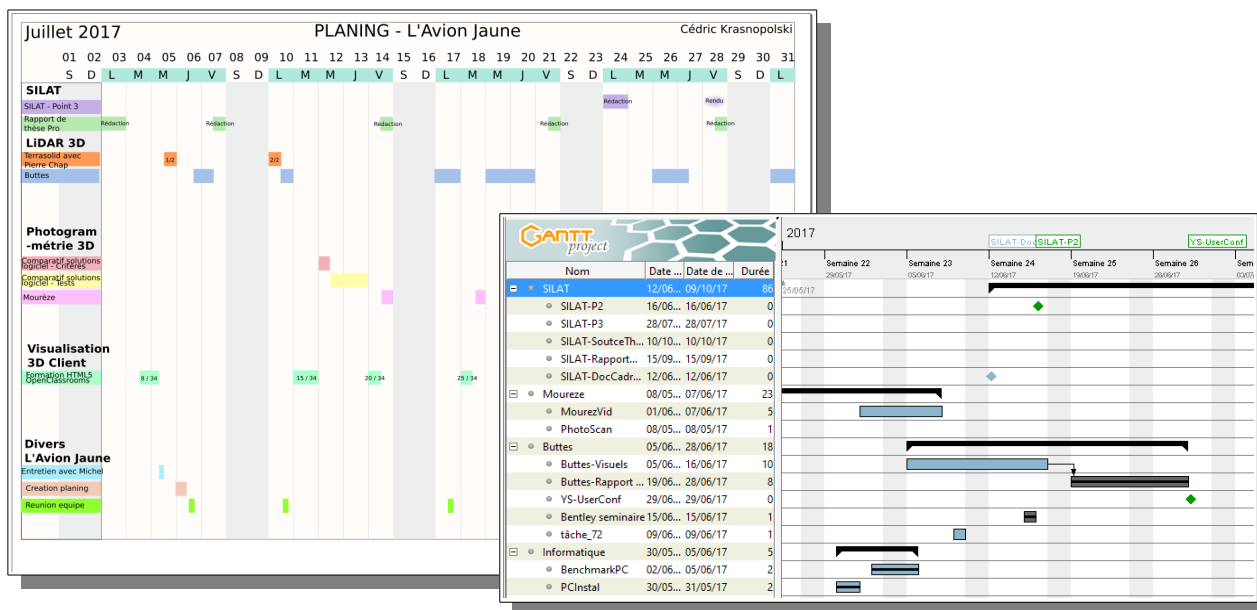 Juillet 2017 PLANING - L'Avion Jaune Cédric Krasnopolski
01 02 03 04 05 06 07 08 09 10 11 12 13 14 15 16 17 18 19 20 21 22 23 24 25 26 27 28 29 30 31
S D L M M J V S D L M M J V S D L M M J V S D L M M J V S D L
SILAT
SILAT - Point 3 Rédaction Rendu
Rapport de
thèse Pro Rédaction Rédaction Rédaction Rédaction Rédaction
LiDAR 3D
Terrasolid avec
Pierre Chap 1/2 2/2
Buttes
Photogram
-métrie 3D
Comparatif solutions
logiciel - Critères
Comparatif solutions
logiciel - Tests
Mourèze
Visualisation
3D Client
Formation HTML5
OpenClassrooms 8 / 34 15 / 34 20 / 34 25 / 34
Divers
L'Avion Jaune
Entretien avec Michel
Creation planing
Reunion equipe
GANTT
project
2017
SILAT-Doc SILAT-P2 YS-UserConf
21 Semaine 22 Semaine 23 Semaine 24 Semaine 25 Semaine 26 Sem
29/05/17 05/06/17 12/06/17 19/06/17 26/06/17 03/07
25/05/17
Nom Date ... Date de ... Durée
SILAT 12/06... 09/10/17 86
SILAT-P2 16/06... 16/06/17 0
SILAT-P3 28/07... 28/07/17 0
SILAT-SoutceTh... 10/10... 10/10/17 0
SILAT-Rapport... 15/09... 15/09/17 0
SILAT-DocCadr... 12/06... 12/06/17 0
Moureze 08/05... 07/06/17 23
MourezVid 01/06... 07/06/17 5
PhotoScan 08/05... 08/05/17 1
Buttes 05/06... 28/06/17 18
Buttes-Visuels 05/06... 16/06/17 10
Buttes-Rapport ... 19/06... 28/06/17 8
YS-UserConf 29/06... 29/06/17 0
Bentley seminaire 15/06... 15/06/17 1
tâche_72 09/06... 09/06/17 1
Informatique 30/05... 05/06/17 5
BenchmarkPC 02/06... 05/06/17 2
PCInstal 30/05... 31/05/17 2